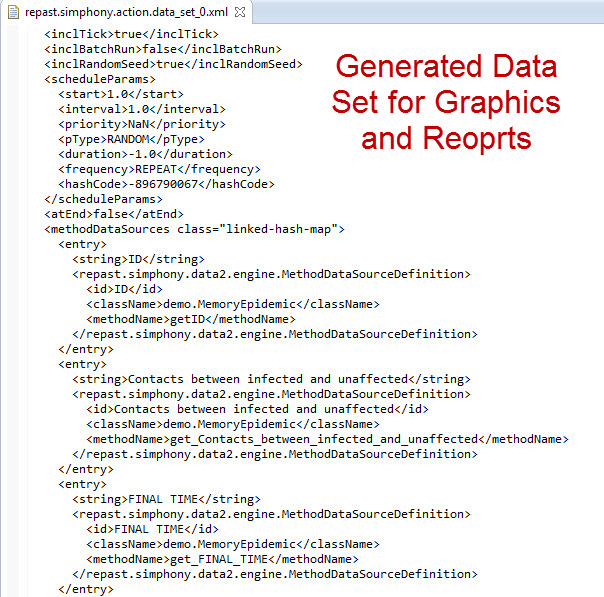 repast.simphony.action.data_set_0.xml
<inclTick>true</inclTick>
<inclBatchRun>false</inclBatchRun>
<inclRandomSeed>true</inclRandomSeed>
<scheduleParams>
<start>1.0</start>
<interval>1.0</interval>
<priority>NaN</priority>
<pType>RANDOM</pType>
<duration>-1.0</duration>
<frequency>REPEAT</frequency>
<hashCode>-896790067</hashCode>
</scheduleParams>
<atEnd>false</atEnd>
<methodDataSources class="linked-hash-map">
<entry>
<string>ID</string>
<repast.simphony.data2.engine.MethodDataSourceDefinition>
<id>ID</id>
<className>demo.MemoryEpidemic</className>
<methodName>getID</methodName>
</repast.simphony.data2.engine.MethodDataSourceDefinition>
</entry>
<entry>
<string>Contacts between infected and unaffected</string>
<repast.simphony.data2.engine.MethodDataSourceDefinition>
<id>Contacts between infected and unaffected</id>
<className>demo.MemoryEpidemic</className>
<methodName>get_Contacts_between_infected_and_unaffected</methodName>
</repast.simphony.data2.engine.MethodDataSourceDefinition>
</entry>
<entry>
<string>FINAL TIME</string>
<repast.simphony.data2.engine.MethodDataSourceDefinition>
<id>FINAL TIME</id>
<className>demo.MemoryEpidemic</className>
<methodName>get_FINAL_TIME</methodName>
</repast.simphony.data2.engine.MethodDataSourceDefinition>
</entry>
Generated Data
Set for Graphics
and Reoprts